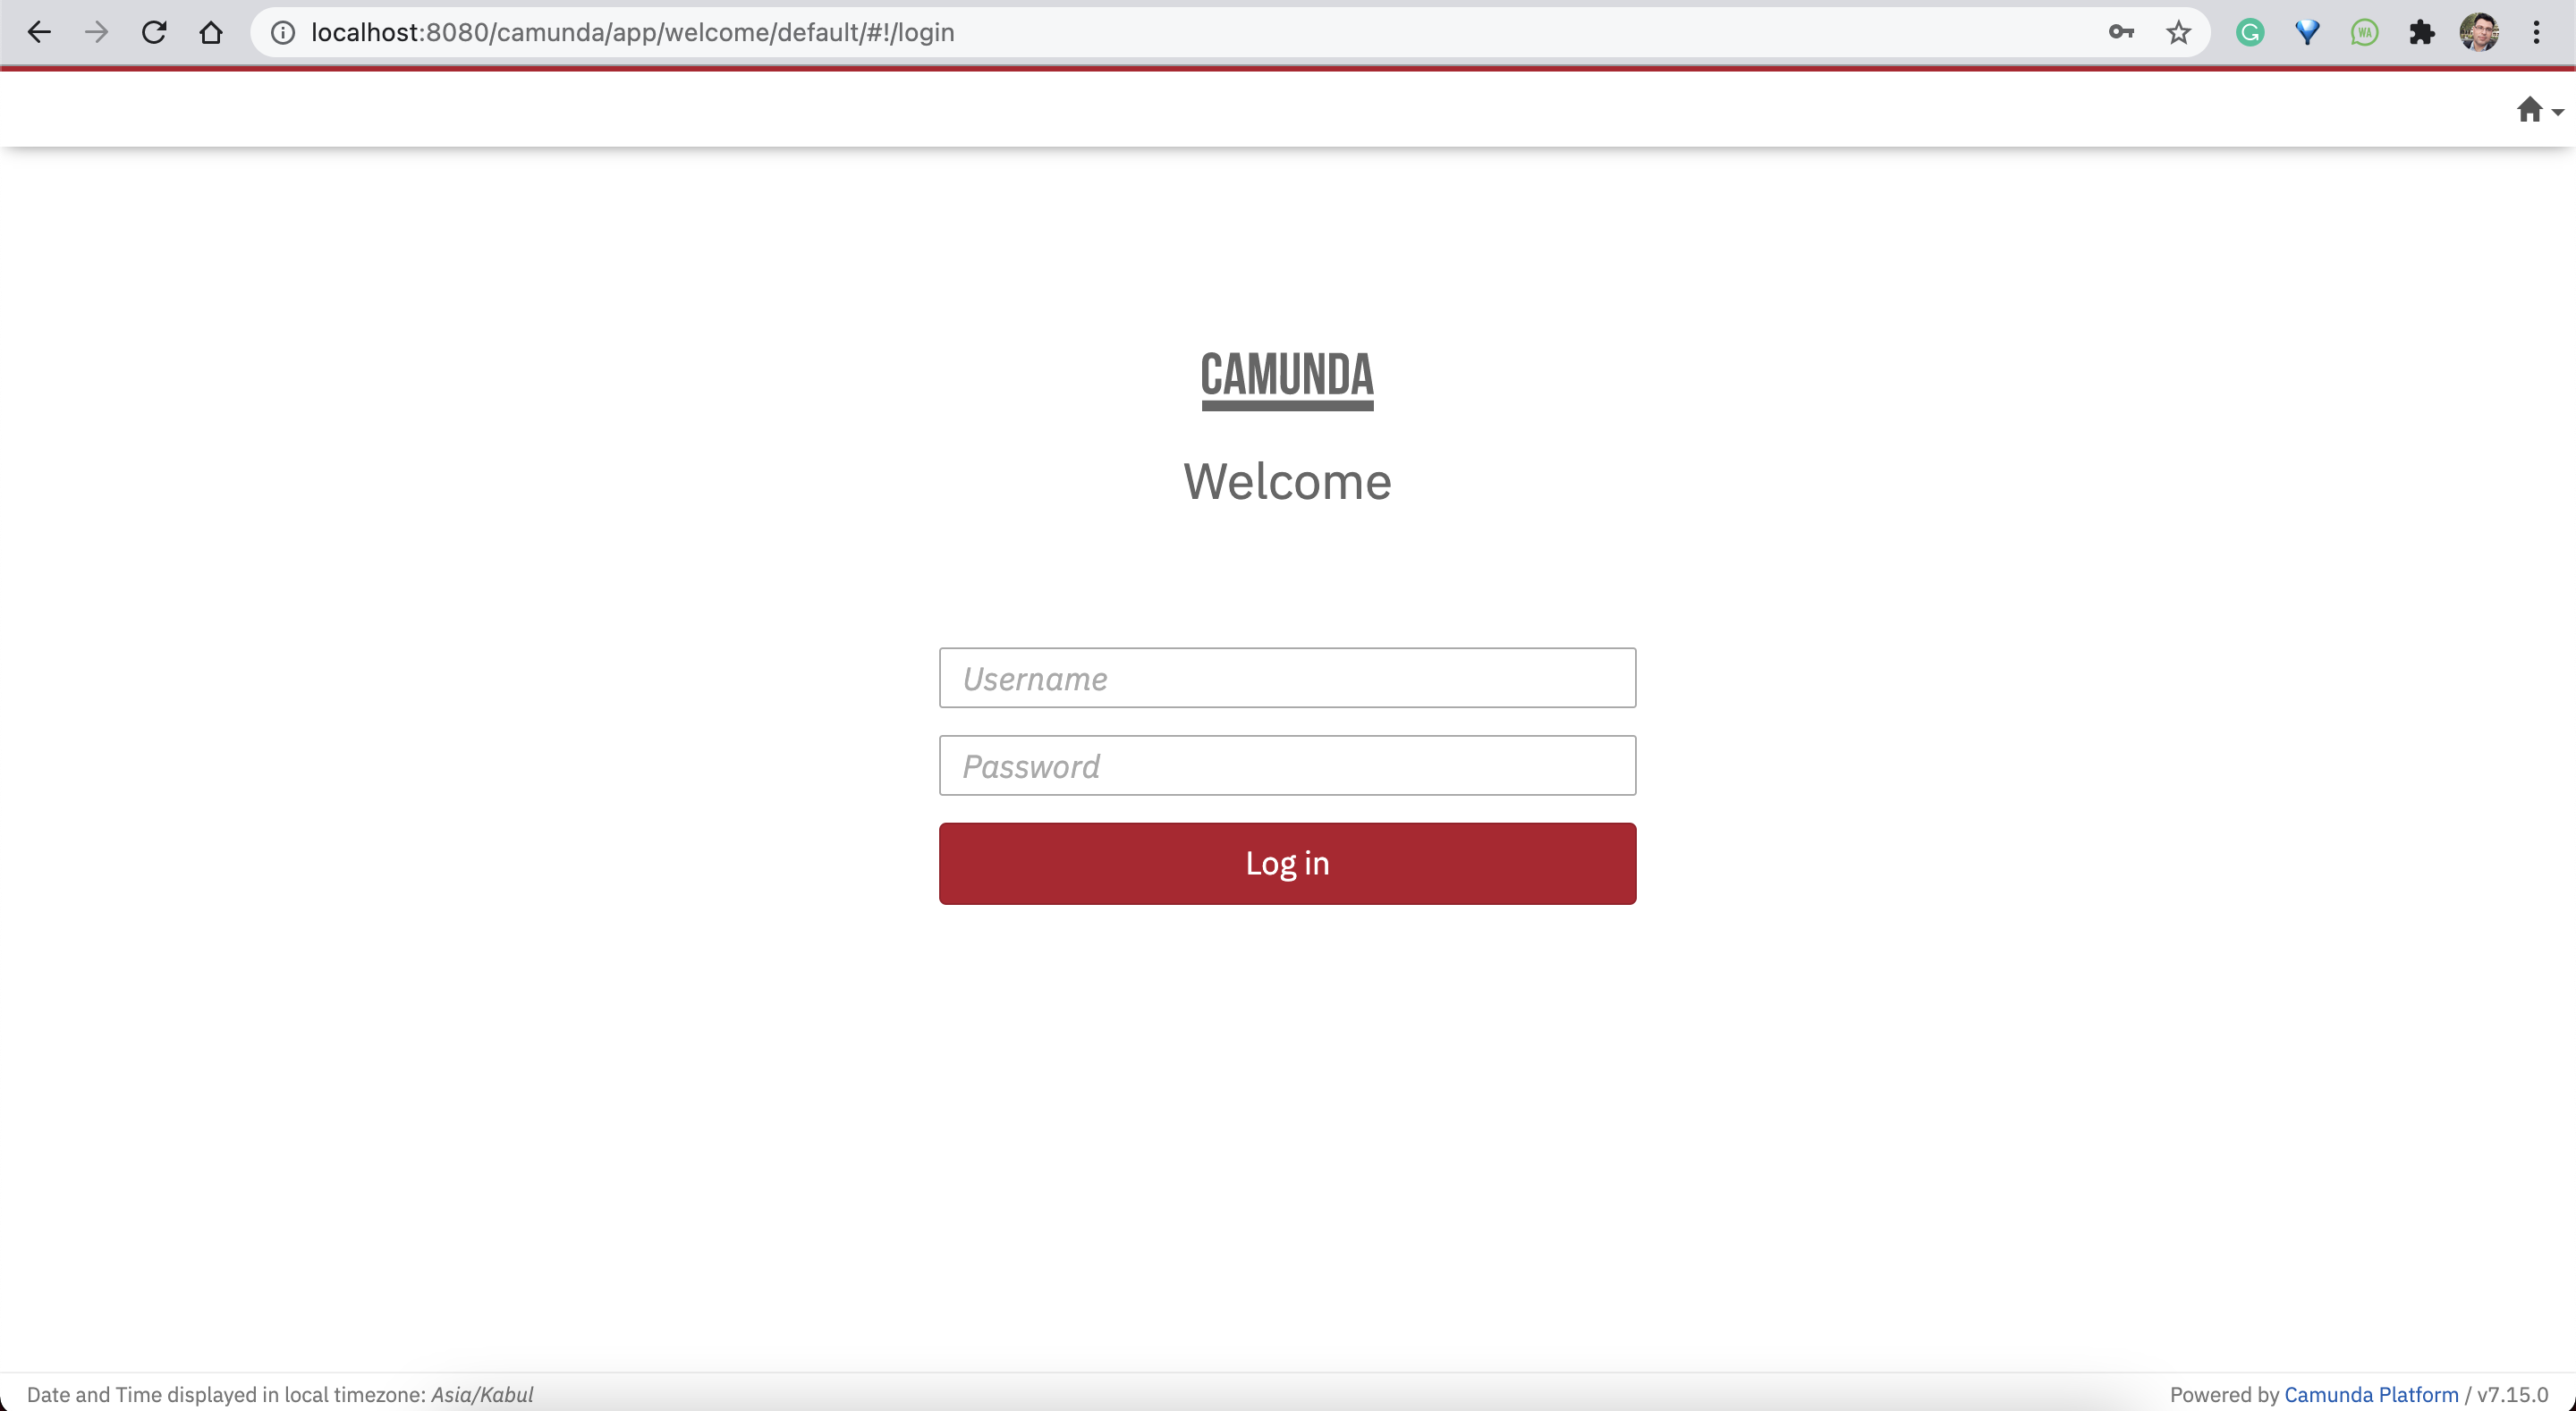 localhost:8080/camunda/app/welcome/default/#!/login
G
WA
CAMUNDA
Welcome
Username
Password
Log in
Date and Time displayed in local timezone: Asia/Kabul
Powered by Camunda Platform / v7.15.0